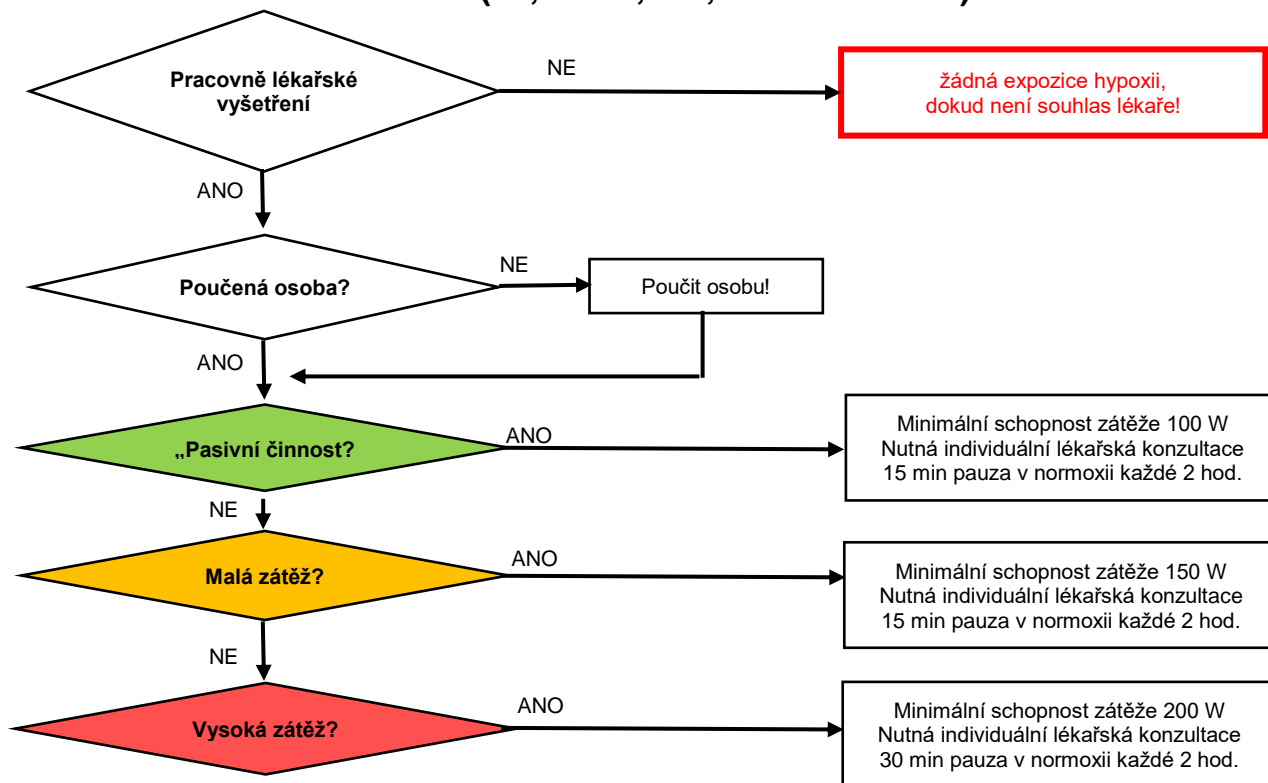 Pracovně lékařské
vyšetření
NE
žádná expozice hypoxii,
dokud není souhlas lékaře!
ANO
Poučená osoba?
NE
Poučit osobu!
ANO
„Pasivní činnost?
ANO
Minimální schopnost zátěže 100 W
Nutná individuální lékařská konzultace
15 min pauza v normoxii každé 2 hod.
NE
Malá zátěž?
ANO
Minimální schopnost zátěže 150 W
Nutná individuální lékařská konzultace
15 min pauza v normoxii každé 2 hod.
NE
Vysoká zátěž?
ANO
Minimální schopnost zátěže 200 W
Nutná individuální lékařská konzultace
30 min pauza v normoxii každé 2 hod.